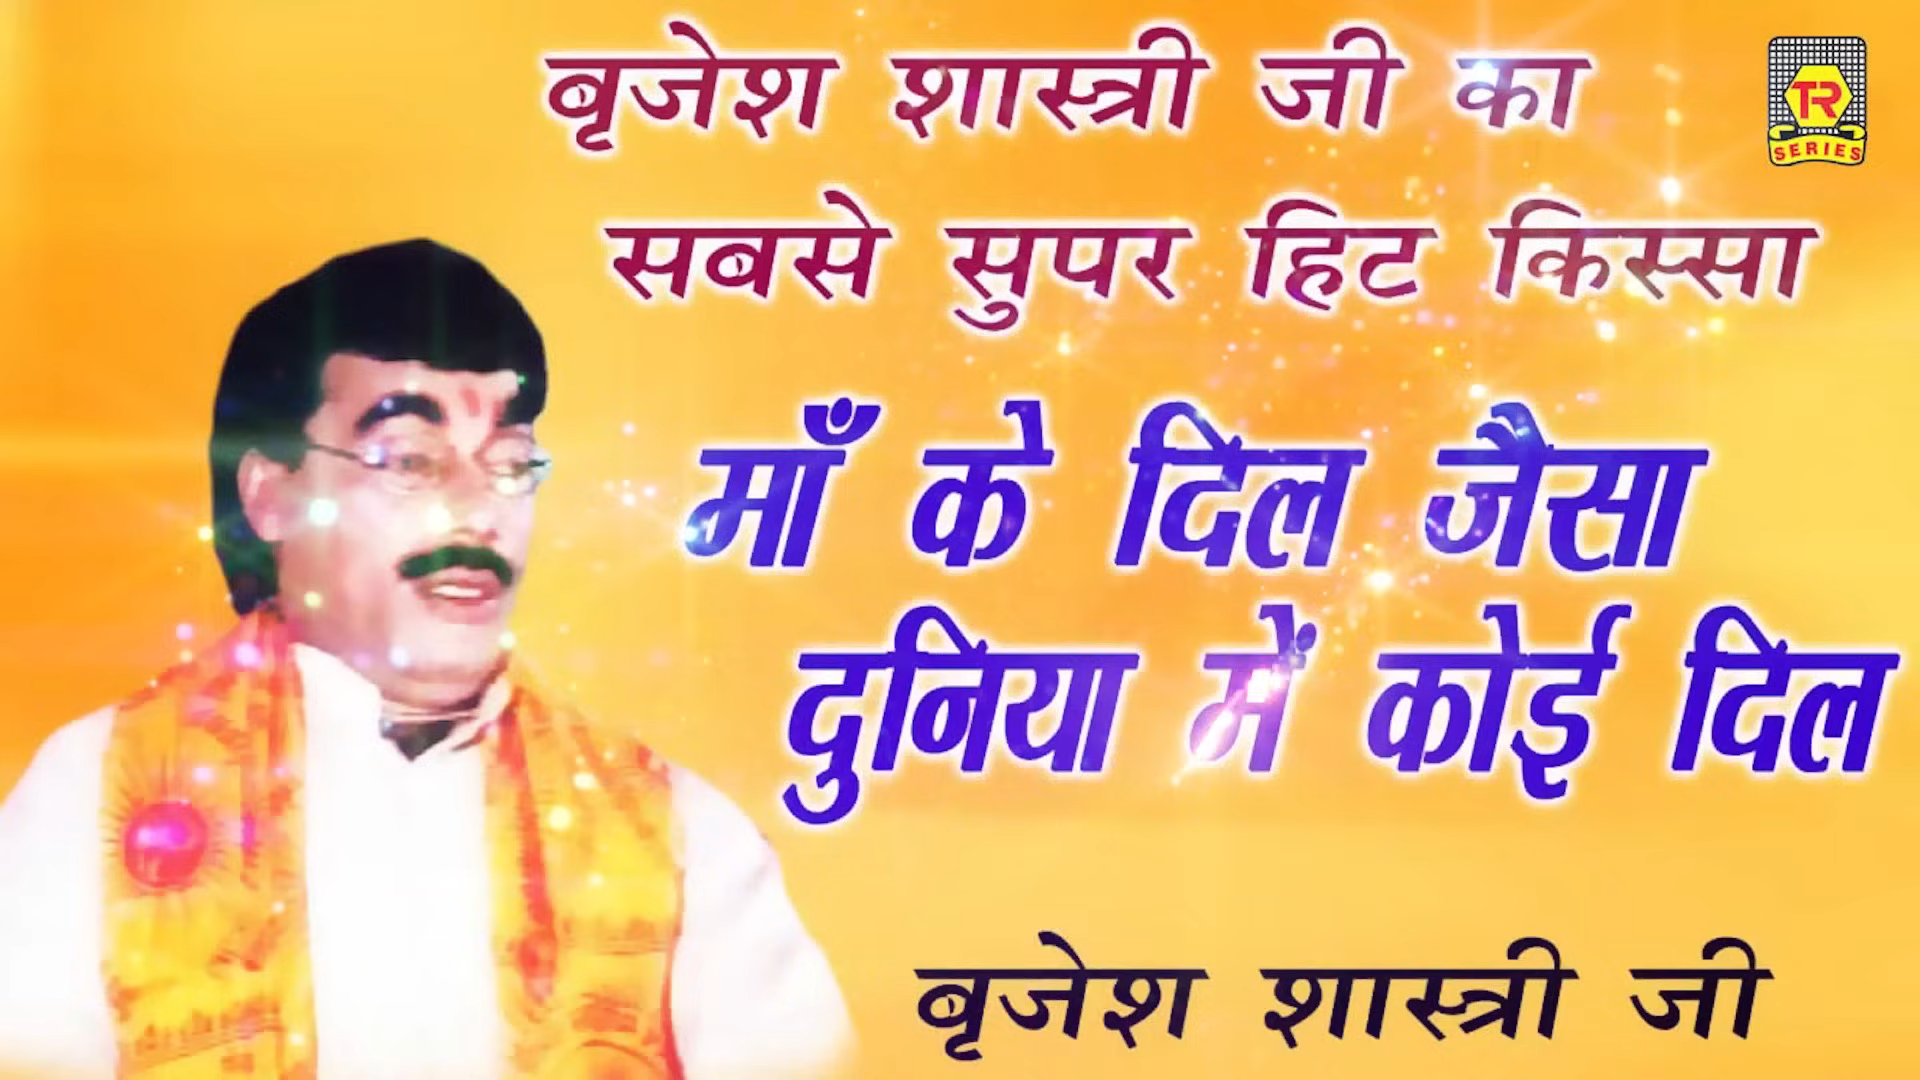 बृजेश शास्त्री जी का
TR
SERIES
सबसे सुपर हिट किस्सा
माँ के दिल जैसा
दुनिया में कोई दिल
बृजेश शास्त्री जी